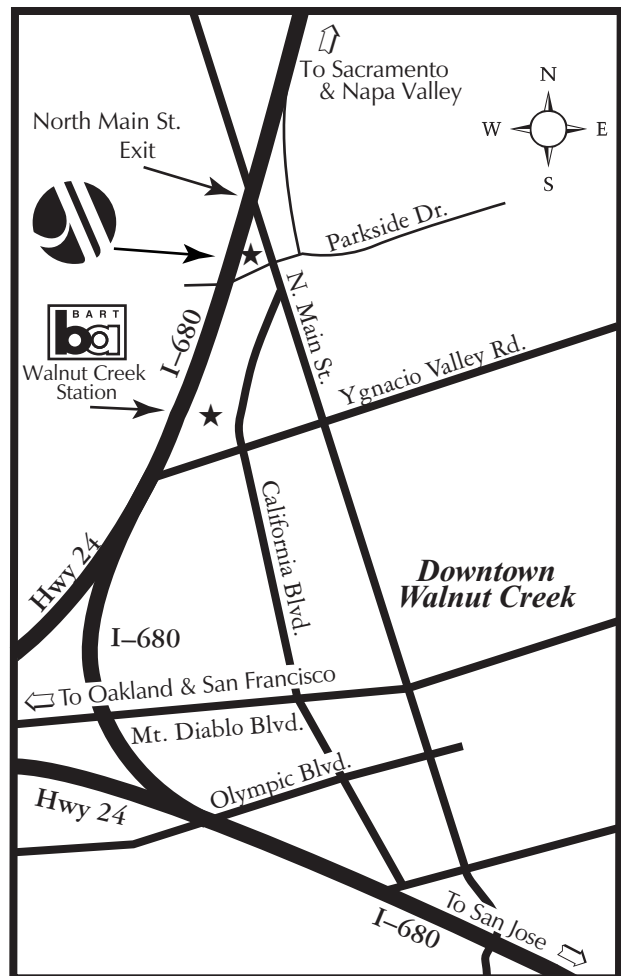 To Sacramento
& Napa Valley
N
W
E
S
North Main St.
Exit
Parkside Dr.
N. Main St.
BART
ba
Walnut Creek
Station
I–680
Ygnacio Valley Rd.
California Blvd.
Hwy 24
Downtown
Walnut Creek
I–680
To Oakland & San Francisco
Mt. Diablo Blvd.
Olympic Blvd.
Hwy 24
To San Jose
I–680